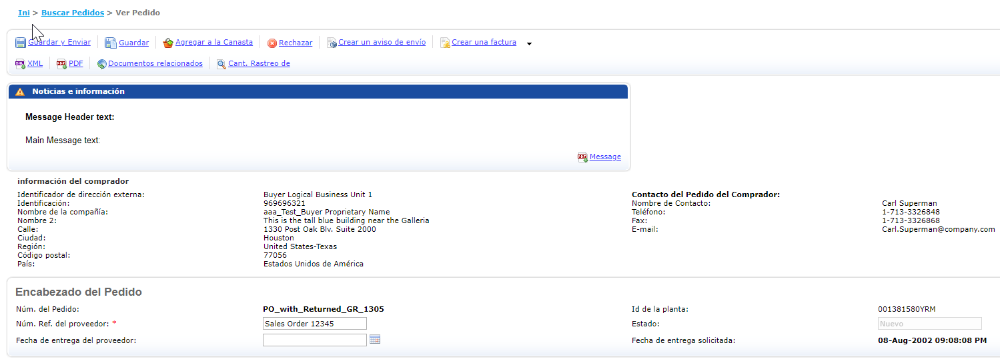 Ini > Buscar Pedidos > Ver Pedido
Guardar y Enviar Guardar Agregar a la Canasta Rechazar Crear un aviso de envío Crear una factura
XML PDF Documentos relacionados Cant. Rastreo de
Noticias e información
Message Header text:
Main Message text:
Message
información del comprador
Identificador de dirección externa: Buyer Logical Business Unit 1 Contacto del Pedido del Comprador:
Identificación: 969696321 Nombre de Contacto: Carl Superman
Nombre de la compañía: aaa_Test_Buyer Proprietary Name Teléfono: 1-713-3326848
Nombre 2: This is the tall blue building near the Galleria Fax: 1-713-3326868
Calle: 1330 Post Oak Blv. Suite 2000 E-mail: Carl.Superman@company.com
Ciudad: Houston
Región: United States-Texas
Código postal: 77056
País: Estados Unidos de América
Encabezado del Pedido
Núm. del Pedido: PO_with_Returned_GR_1305 Id de la planta: 001381580YRM
Núm. Ref. del proveedor: * Sales Order 12345 Estado: Nuevo
Fecha de entrega del proveedor: Fecha de entrega solicitada: 08-Aug-2002 09:08:08 PM